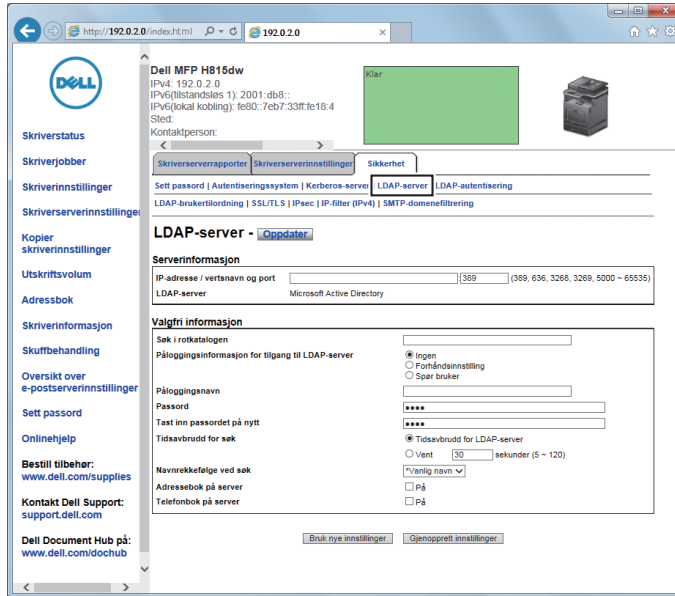 http://192.0.2.0/index.html
192.0.2.0
DELL
Dell MFP H815dw
IPv4: 192.0.2.0
IPv6(tilstandsløs 1): 2001:db8::
IPv6(lokal kobling): fe80::7eb7:33ff:fe18:4
Sted:
Kontaktperson:
Klar
Skriverstatus
Skriverjobber
Skriverinnstillinger
Skriverserverinnstillinge
Kopier
skriverinnstillinger
Utskriftsvolum
Adressbok
Skriverinformasjon
Skuffbehandling
Oversikt over
e-postserverinnstillinger
Sett passord
Onlinehjelp
Bestill tilbehør:
www.dell.com/supplies
Kontakt Dell Support:
support.dell.com
Dell Document Hub på:
www.dell.com/dochub
Skriverserverrapporter Skriverserverinnstillinger Sikkerhet
Sett passord | Autentiseringssystem | Kerberos-server | LDAP-server | LDAP-autentisering
LDAP-brukertilordning | SSL/TLS | IPsec | IP-filter (IPv4) | SMTP-domenefiltrering
LDAP-server - Oppdater
Serverinformasjon
IP-adresse / vertsnavn og port :389 (389, 636, 3268, 3269, 5000 ~ 65535)
LDAP-server Microsoft Active Directory
Valgfri informasjon
Søk i rotkatalogen
Påloggingsinformasjon for tilgang til LDAP-server Ingen
Forhåndsinnstilling
Spør bruker
Påloggingsnavn
Passord
Tast inn passordet på nytt
Tidsavbrudd for søk Tidsavbrudd for LDAP-server
Vent 30 sekunder (5 ~ 120)
Navnrekkefølge ved søk *Vanlig navn
Adressebok på server På
Telefonbok på server På
Bruk nye innstillinger Gjenopprett innstillinger